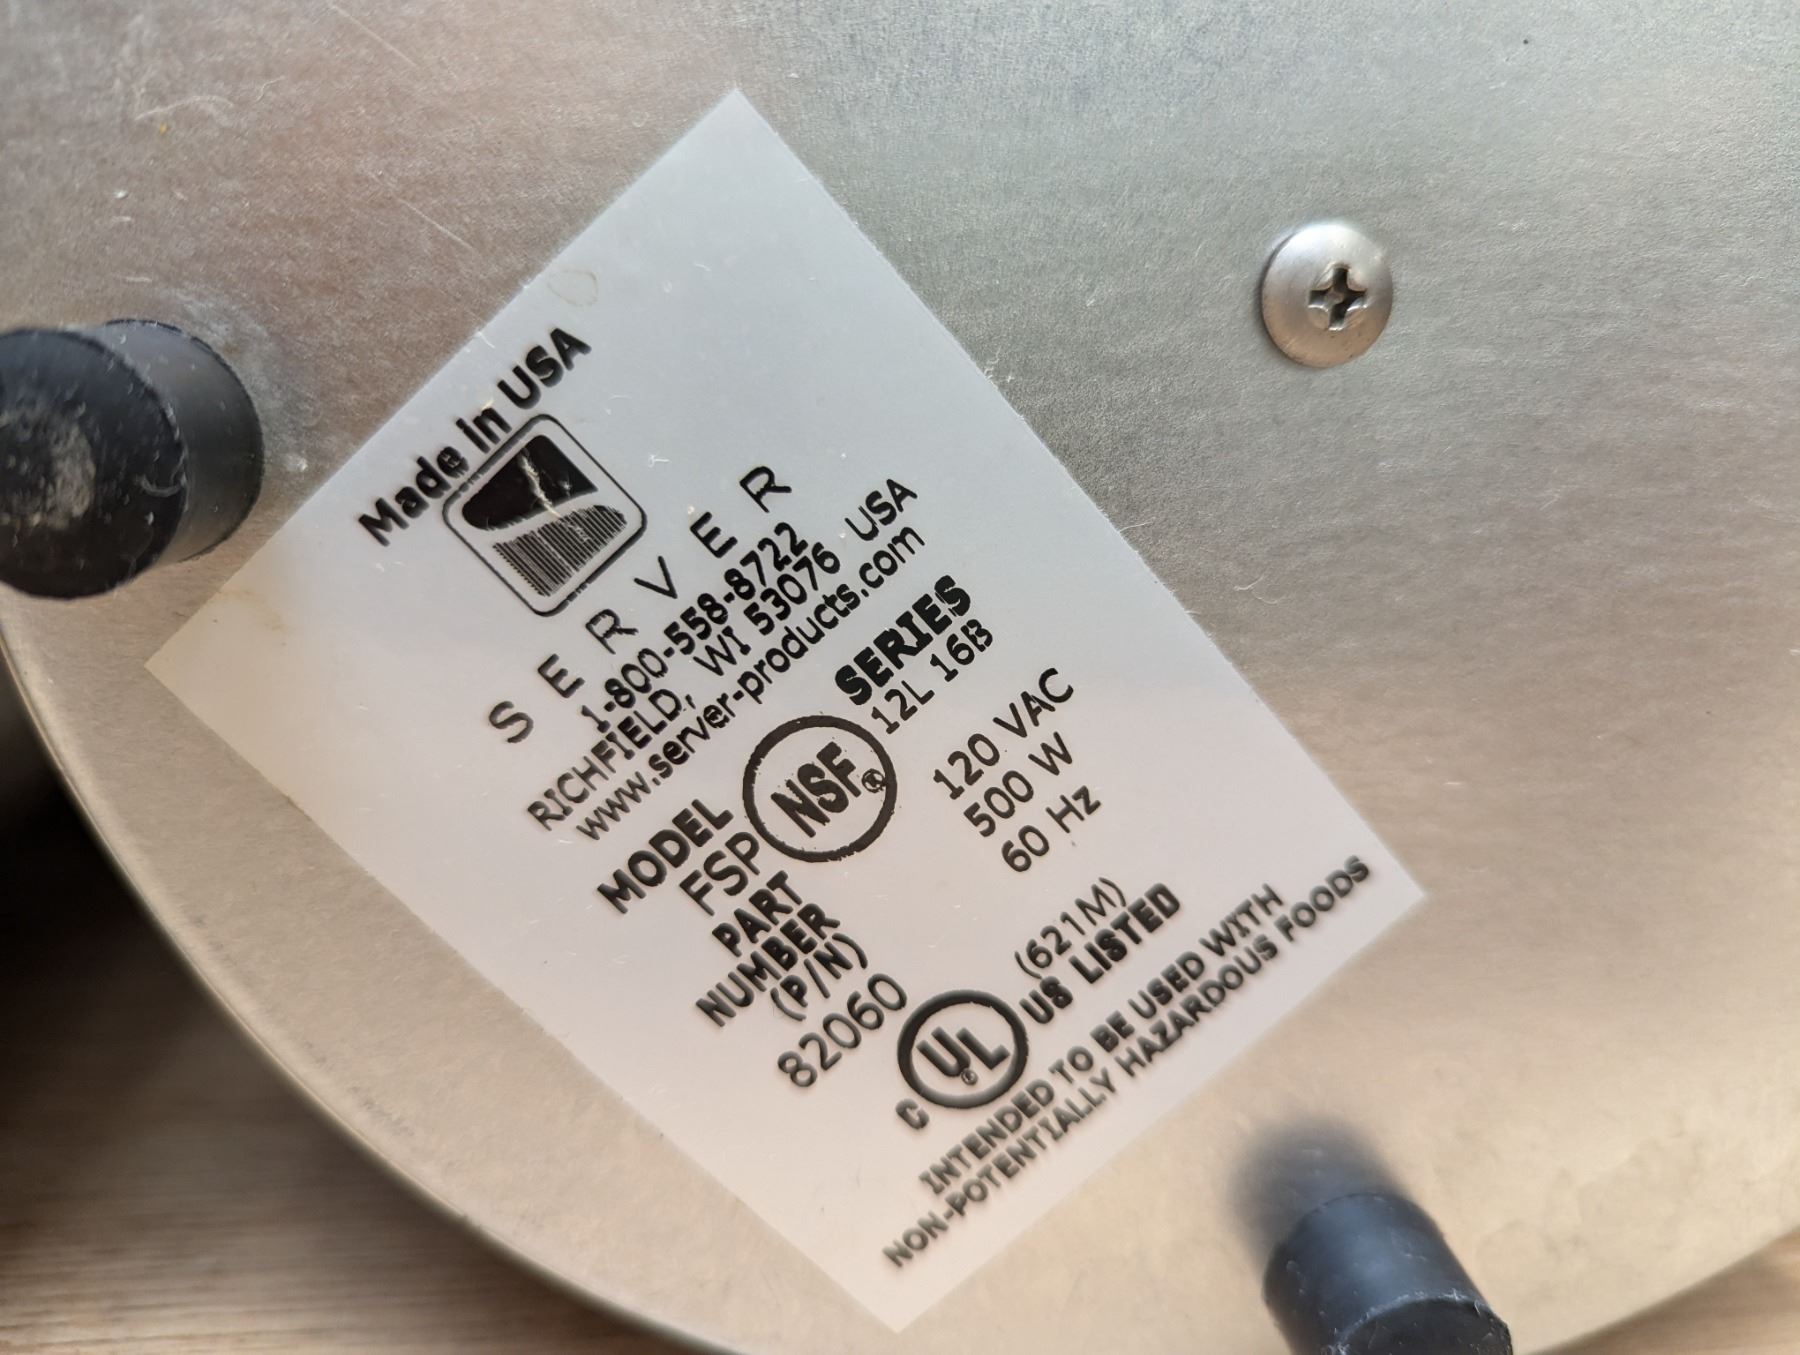 Made in USA
SERVER
1-800-558-8722
RICHFIELD, WI 53076 USA
www.server-products.com
MODEL
FSP
NSF®
SERIES
12L 16B
PART
NUMBER
(P/N)
82060
120 VAC
500 W
60 Hz
(621M)
C UL® US LISTED
INTENDED TO BE USED WITH
NON-POTENTIALLY HAZARDOUS FOODS